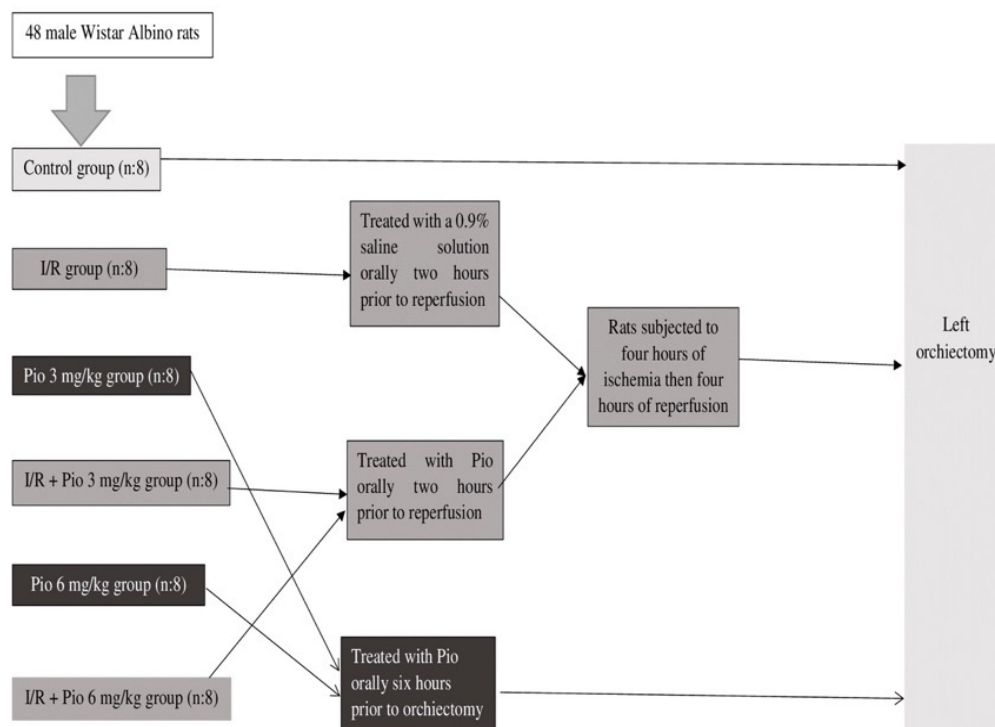 48 male Wistar Albino rats
Control group (n:8)
I/R group (n:8)
Treated with a 0.9%
saline solution
orally two hours
prior to reperfusion
Rats subjected to
four hours of
ischemia then four
hours of reperfusion
Left
orchiectomy
Pio 3 mg/kg group (n:8)
I/R + Pio 3 mg/kg group (n:8)
Treated with Pio
orally two hours
prior to reperfusion
Pio 6 mg/kg group (n:8)
I/R + Pio 6 mg/kg group (n:8)
Treated with Pio
orally six hours
prior to orchiectomy